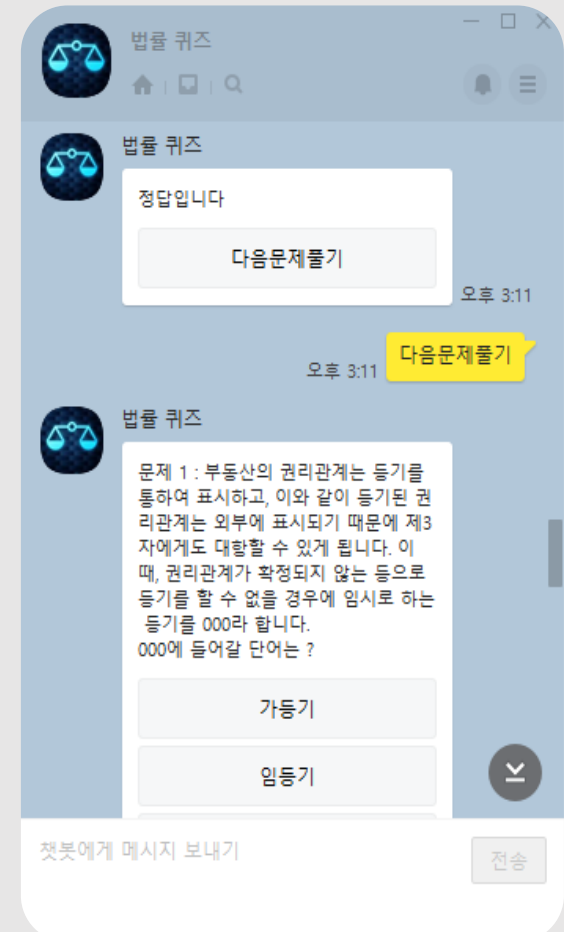 법률 퀴즈
법률 퀴즈
정답입니다
다음문제풀기
오후 3:11
다음문제풀기
오후 3:11
법률 퀴즈
문제 1 : 부동산의 권리관계는 등기를
통하여 표시하고, 이와 같이 등기된 권
리관계는 외부에 표시되기 때문에 제3
자에게도 대항할 수 있게 됩니다. 이
때, 권리관계가 확정되지 않는 등으로
등기를 할 수 없을 경우에 임시로 하는
등기를 000라 합니다.
000에 들어갈 단어는 ?
가등기
임등기
챗봇에게 메시지 보내기
전송